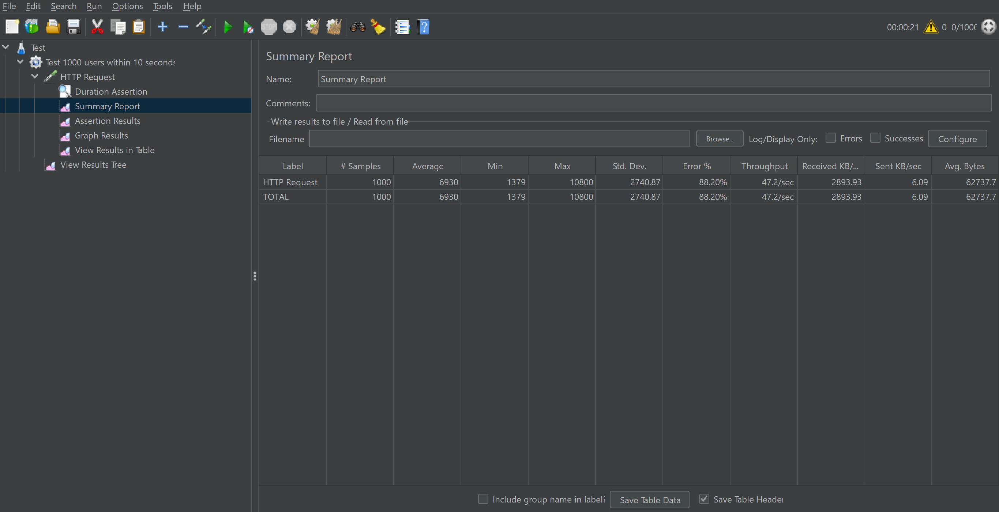 File Edit Search Run Options Tools Help
STOP
00:00:21 0 0/1000
Test
Test 1000 users within 10 seconds
HTTP Request
Duration Assertion
Summary Report
Assertion Results
Graph Results
View Results in Table
View Results Tree
Summary Report
Name: Summary Report
Comments:
Write results to file / Read from file
Filename Browse... Log/Display Only: Errors Successes Configure
Label # Samples Average Min Max Std. Dev. Error % Throughput Received KB/... Sent KB/sec Avg. Bytes
HTTP Request 1000 6930 1379 10800 2740.87 88.20% 47.2/sec 2893.93 6.09 62737.7
TOTAL 1000 6930 1379 10800 2740.87 88.20% 47.2/sec 2893.93 6.09 62737.7
Include group name in label? Save Table Data Save Table Header